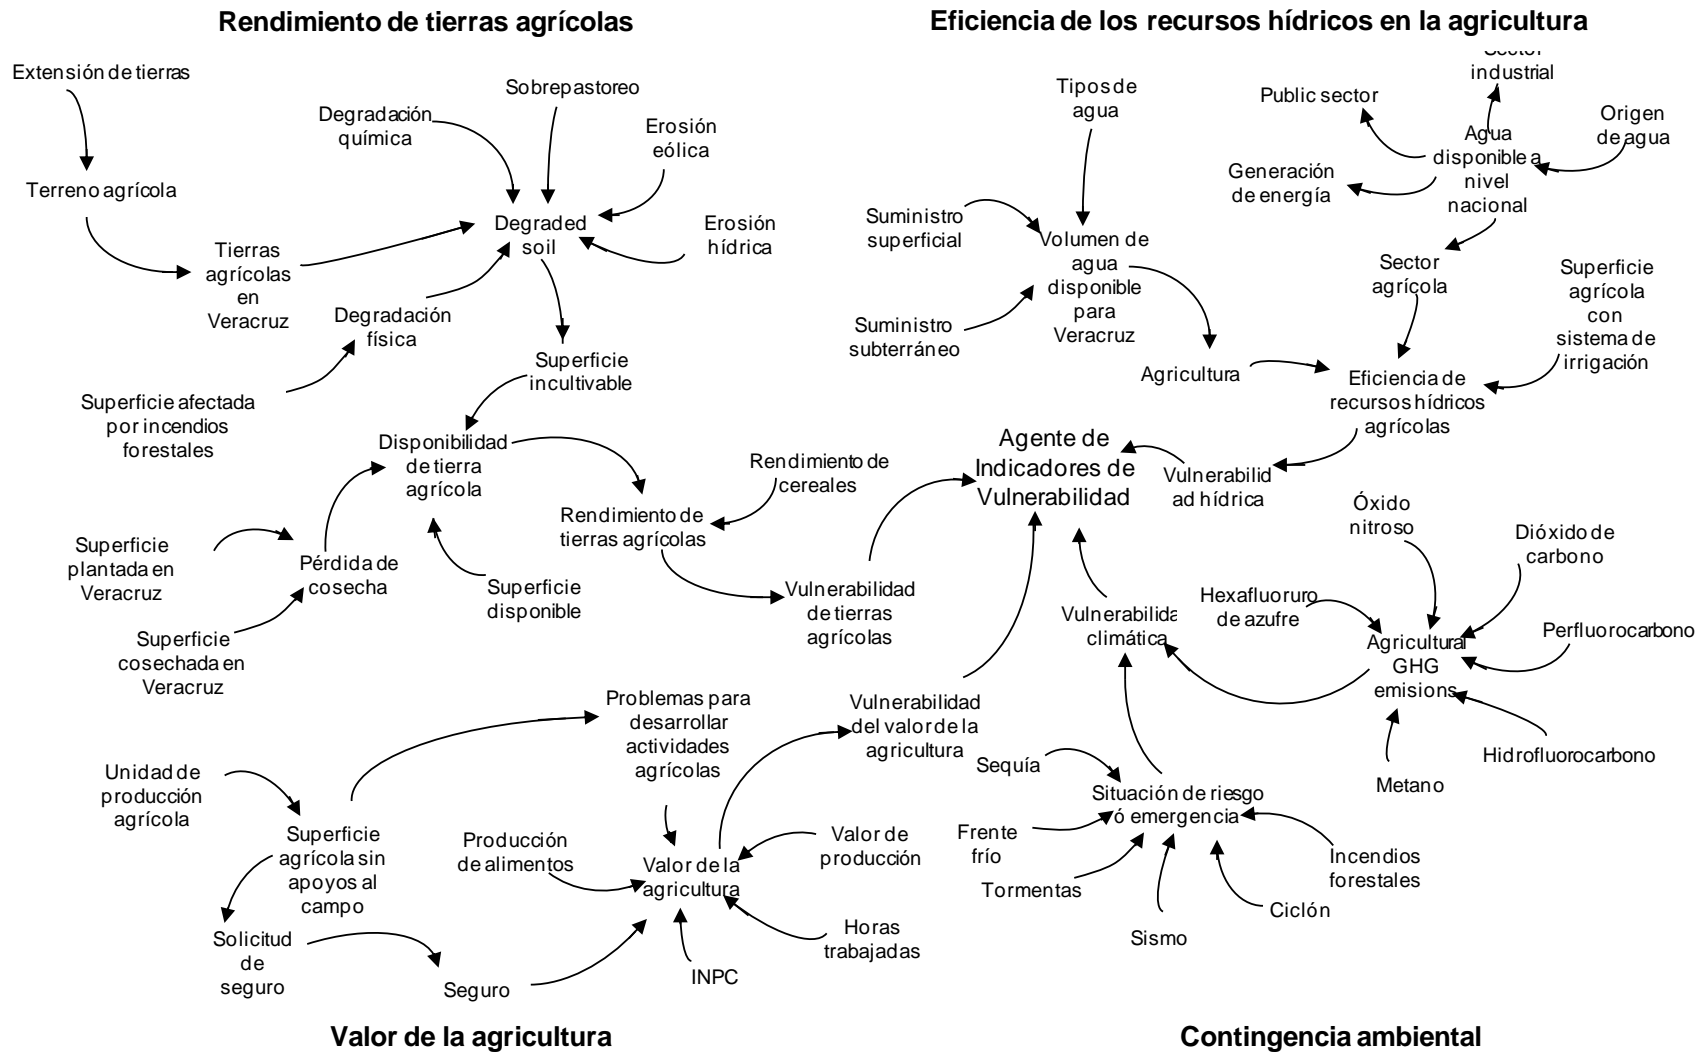 Rendimiento de tierras agrícolas
Extensión de tierras
Sobrepastoreo
Degradación
química
Erosión
eólica
Terreno agrícola
Degraded
soil
Erosión
hídrica
Tierras
agrícolas
en
Veracruz
Degradación
física
Superficie
incultivable
Superficie afectada
por incendios
forestales
Disponibilidad
de tierra
agrícola
Rendimiento de
cereales
Rendimiento de
tierras agrícolas
Superficie
plantada en
Veracruz
Pérdida de
cosecha
Superficie
disponible
Vulnerabilidad
de tierras
agrícolas
Superficie
cosechada en
Veracruz
Eficiencia de los recursos hídricos en la agricultura
Sector
industrial
Tipos de
agua
Public sector
Origen
de agua
Agua
disponible a
nivel
nacional
Generación
de energía
Suministro
superficial
Volumen de
agua
disponible
para
Veracruz
Sector
agrícola
Superficie
agrícola
con
sistema de
irrigación
Suministro
subterráneo
Agricultura
Eficiencia de
recursos hídricos
agrícolas
Agente de
Indicadores de
Vulnerabilidad
Vulnerabilid
ad hídrica
Óxido
nitroso
Dióxido de
carbono
Hexafluoruro
de azufre
Vulnerabilida
climática
Agricultural
GHG
emisions
Perfluorocarbono
Hidrofluorocarbono
Metano
Problemas para
desarrollar
actividades
agrícolas
Vulnerabilidad
del valor de la
agricultura
Unidad de
producción
agrícola
Superficie
agrícola sin
apoyos al
campo
Producción
de alimentos
Valor de la
agricultura
Valor de
producción
Solicitud
de
seguro
Seguro
INPC
Horas
trabajadas
Sequía
Situación de riesgo
ó emergencia
Frente
frío
Tormentas
Sismo
Ciclón
Incendios
forestales
Valor de la agricultura
Contingencia ambiental